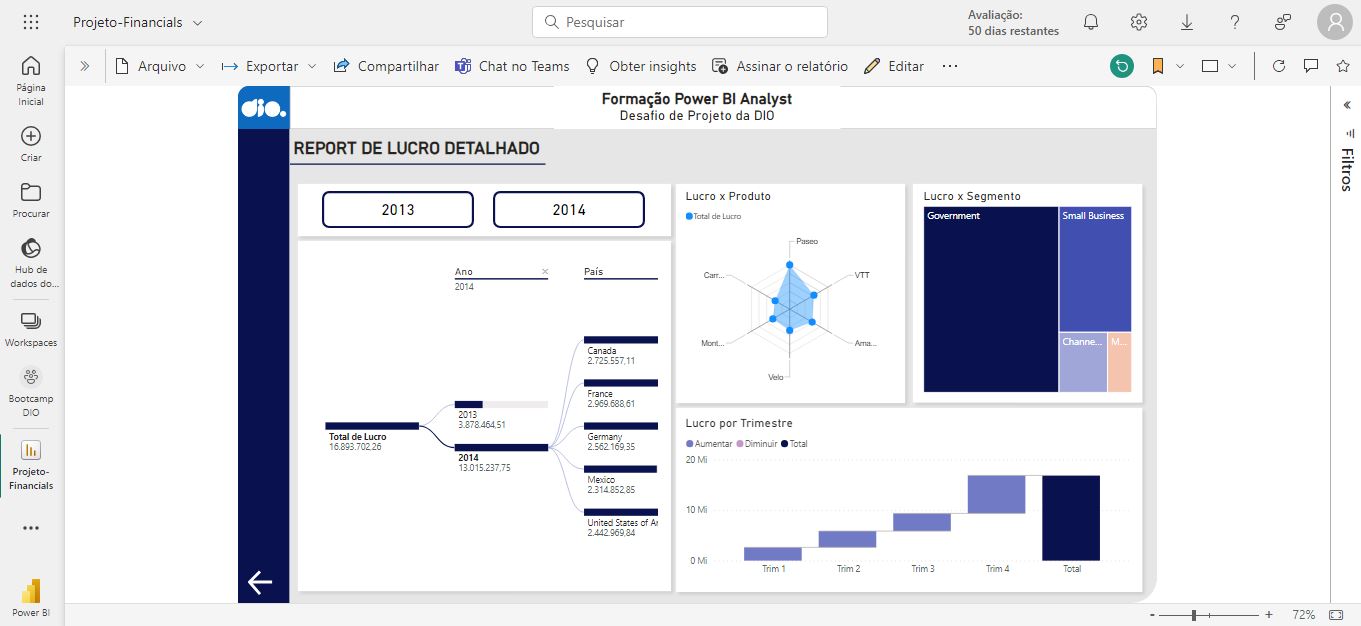 Projeto-Financials
Pesquisar
Avaliação:
50 dias restantes
Arquivo
Exportar
Compartilhar
Chat no Teams
Obter insights
Assinar o relatório
Editar
Página
Inicial
Criar
Procurar
Hub de
dados do...
Workspaces
Bootcamp
DIO
Projeto-
Financials
Power BI
dio.
Formação Power BI Analyst
Desafio de Projeto da DIO
REPORT DE LUCRO DETALHADO
2013
2014
Ano
2014
País
Total de Lucro
16.893.702,26
2013
3.878.464,51
2014
13.015.237,75
Canada
2.725.557,11
France
2.969.688,61
Germany
2.562.169,35
Mexico
2.314.852,85
United States of Ar
2.442.969,84
Lucro x Produto
Total de Lucro
Paseo
VTT
Ama...
Velo
Mont...
Carr...
Lucro x Segmento
Government
Small Business
Channe...
M...
Lucro por Trimestre
Aumentar Diminuir Total
20 Mi
10 Mi
0 Mi
Trim 1
Trim 2
Trim 3
Trim 4
Total
Filtros
72%